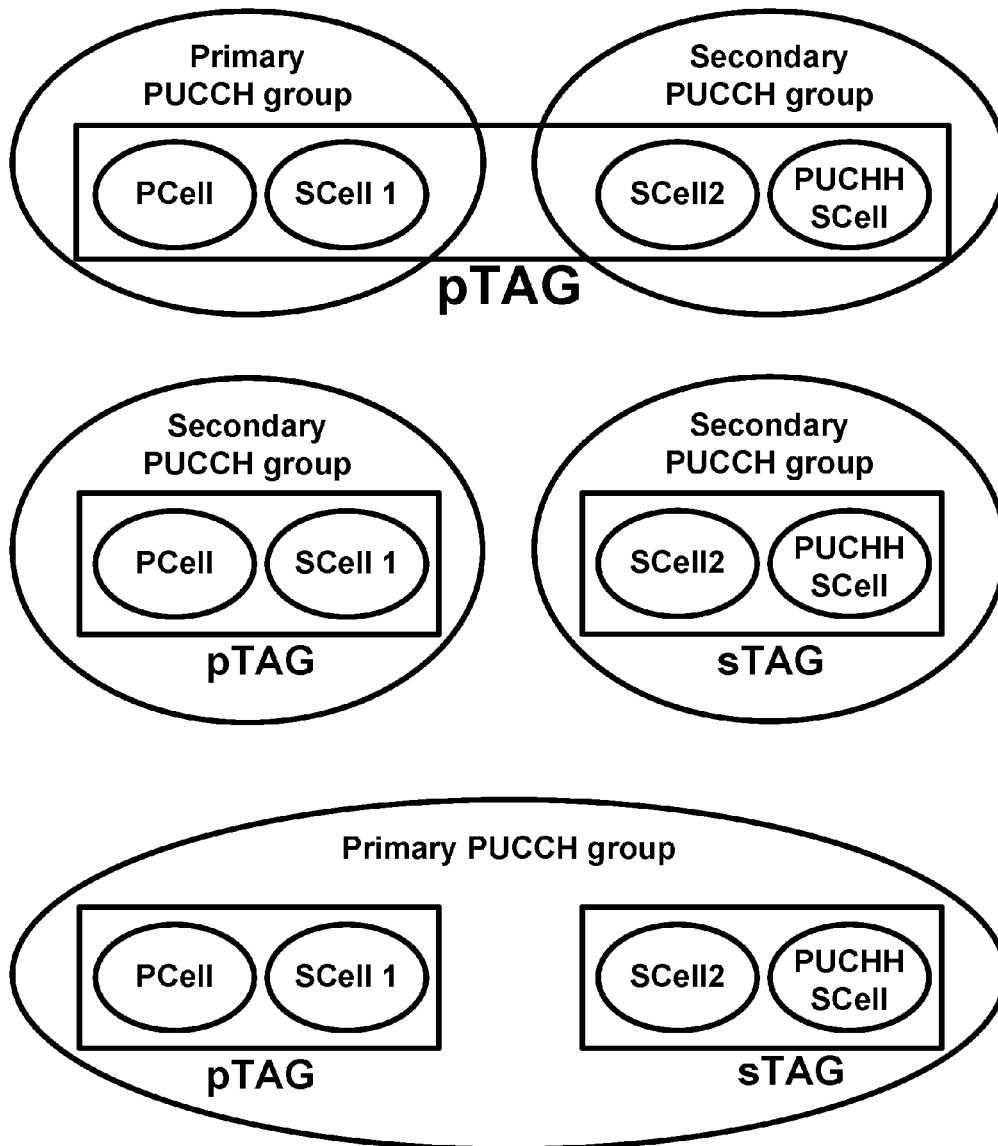 Primary
PUCCH group
Secondary
PUCCH group
PCell
SCell 1
SCell2
PUCHH
SCell
pTAG
Secondary
PUCCH group
Secondary
PUCCH group
PCell
SCell 1
SCell2
PUCHH
SCell
pTAG
sTAG
Primary PUCCH group
PCell
SCell 1
SCell2
PUCHH
SCell
pTAG
sTAG